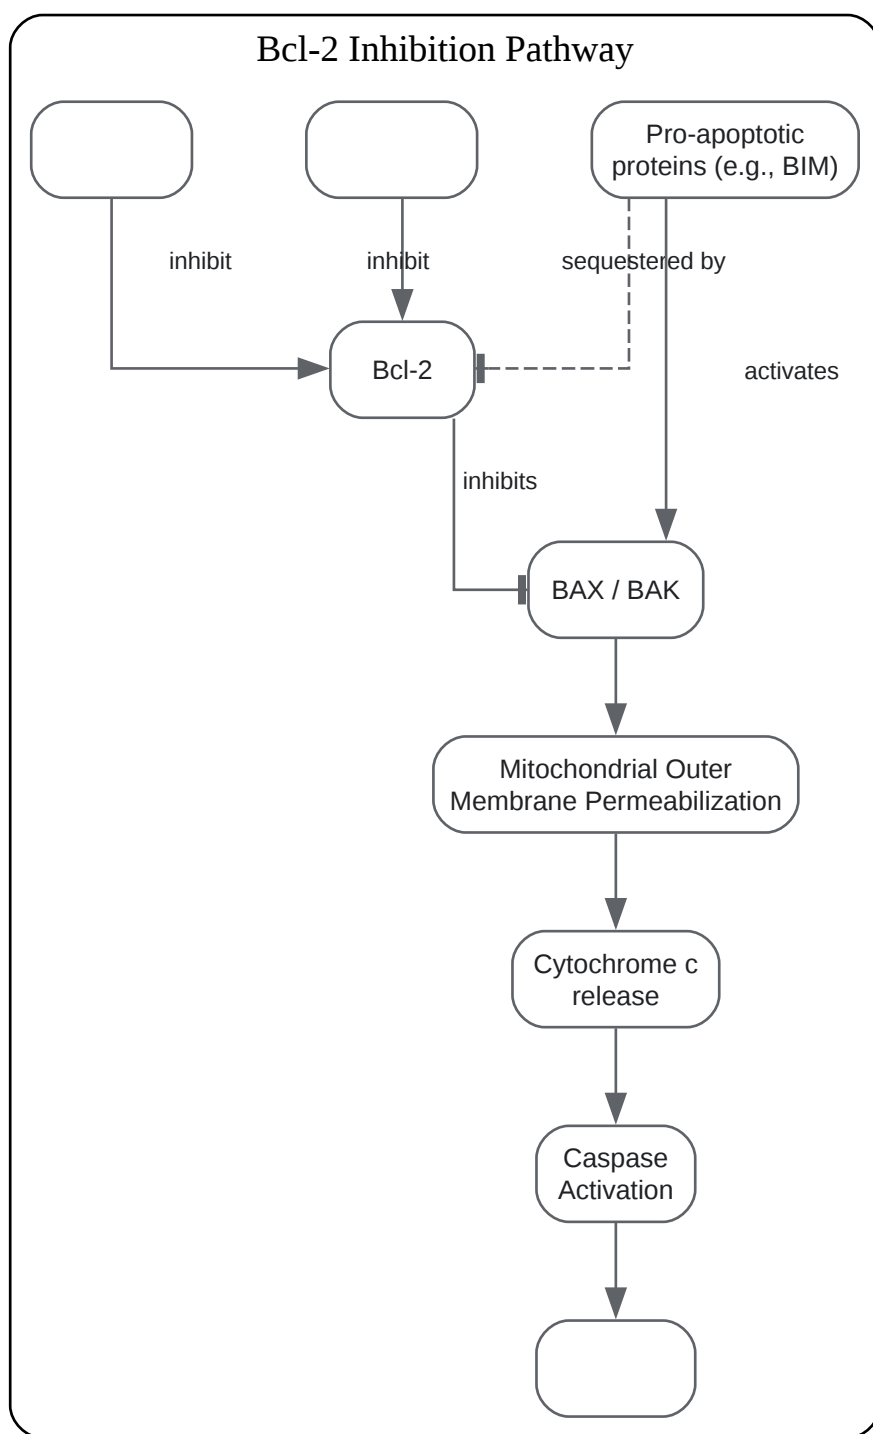 Bcl-2 Inhibition Pathway
Pro-apoptotic
proteins (e.g., BIM)
inhibit
inhibit
sequestered by
Bcl-2
activates
inhibits
BAX / BAK
Mitochondrial Outer
Membrane Permeabilization
Cytochrome c
release
Caspase
Activation